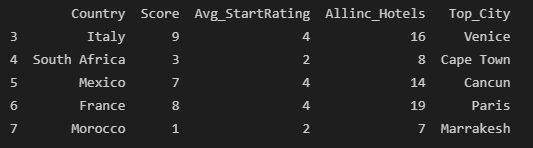 Country Score Avg_StartRating Allinc_Hotels Top_City
3 Italy 9 4 16 Venice
4 South Africa 3 2 8 Cape Town
5 Mexico 7 4 14 Cancun
6 France 8 4 19 Paris
7 Morocco 1 2 7 Marrakesh